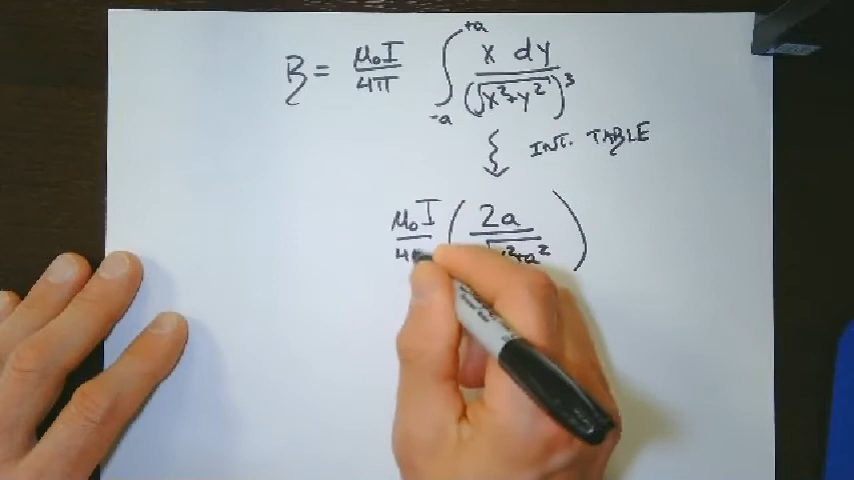 B = μ₀I/4π ∫₋ₐ⁺ᵃ x dy/(√x²+y²)³
INT. TABLE
μ₀I/4π (2a/√x²+a²)